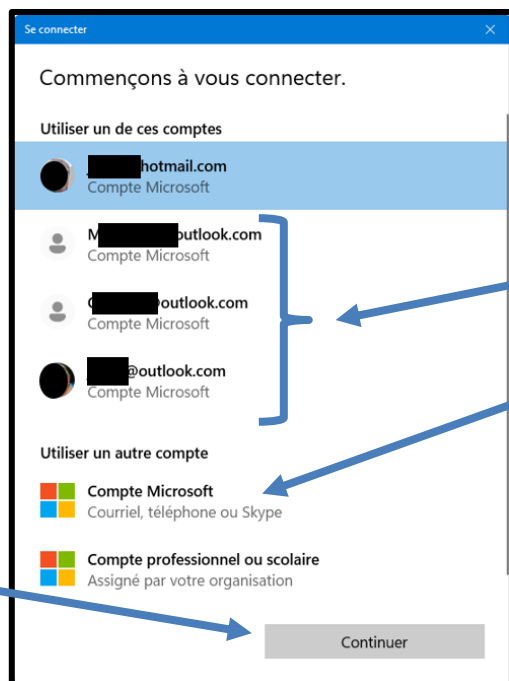 Se connecter
Commençons à vous connecter.
Utiliser un de ces comptes
hotmail.com
Compte Microsoft
M outlook.com
Compte Microsoft
@outlook.com
Compte Microsoft
@outlook.com
Compte Microsoft
Utiliser un autre compte
Compte Microsoft
Courriel, téléphone ou Skype
Compte professionnel ou scolaire
Assigné par votre organisation
Continuer